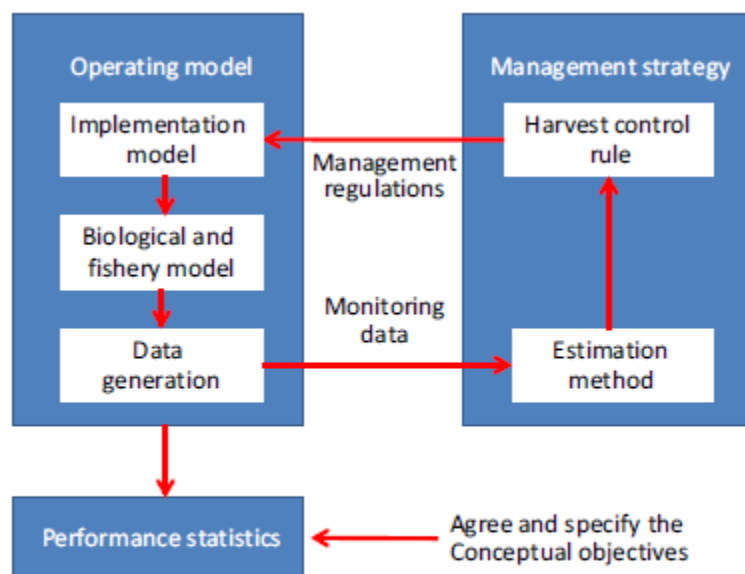 Operating model
Implementation
model
Biological and
fishery model
Data
generation
Management
regulations
Monitoring
data
Management strategy
Harvest control
rule
Estimation
method
Performance statistics
Agree and specify the
Conceptual objectives